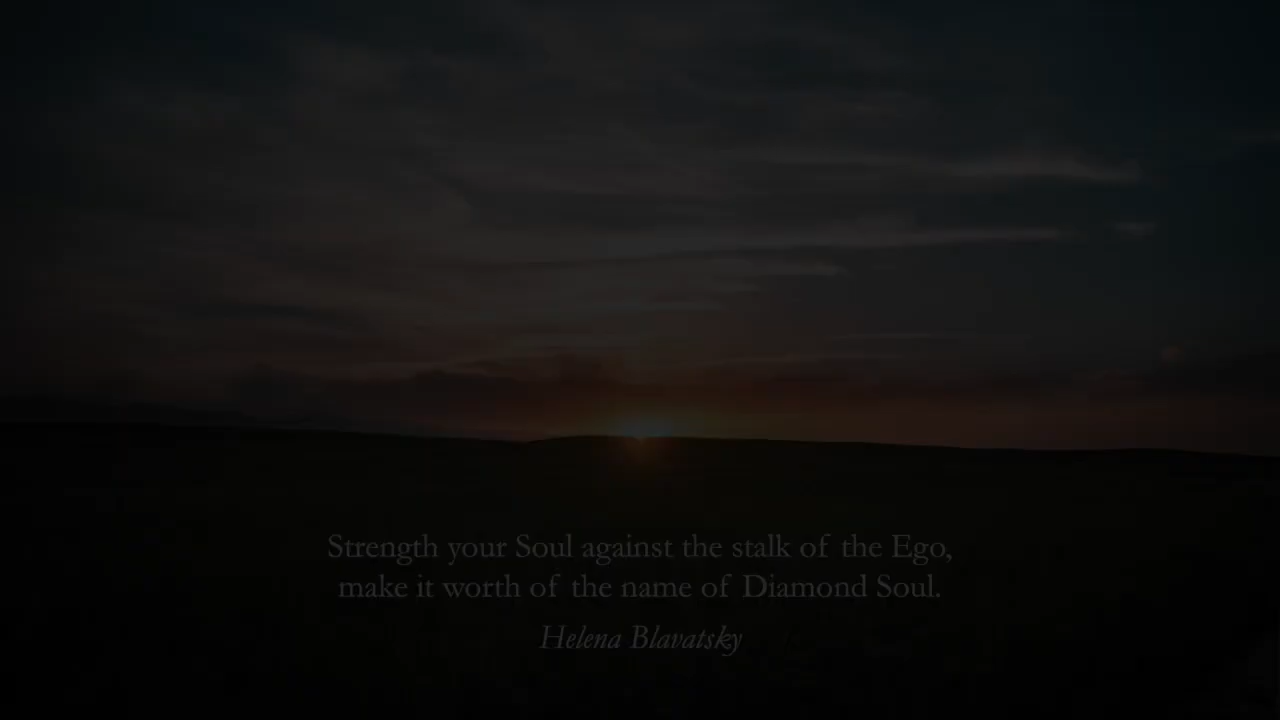 Strength your Soul against the stalk of the Ego,
make it worth of the name of Diamond Soul.
Helena Blavatsky